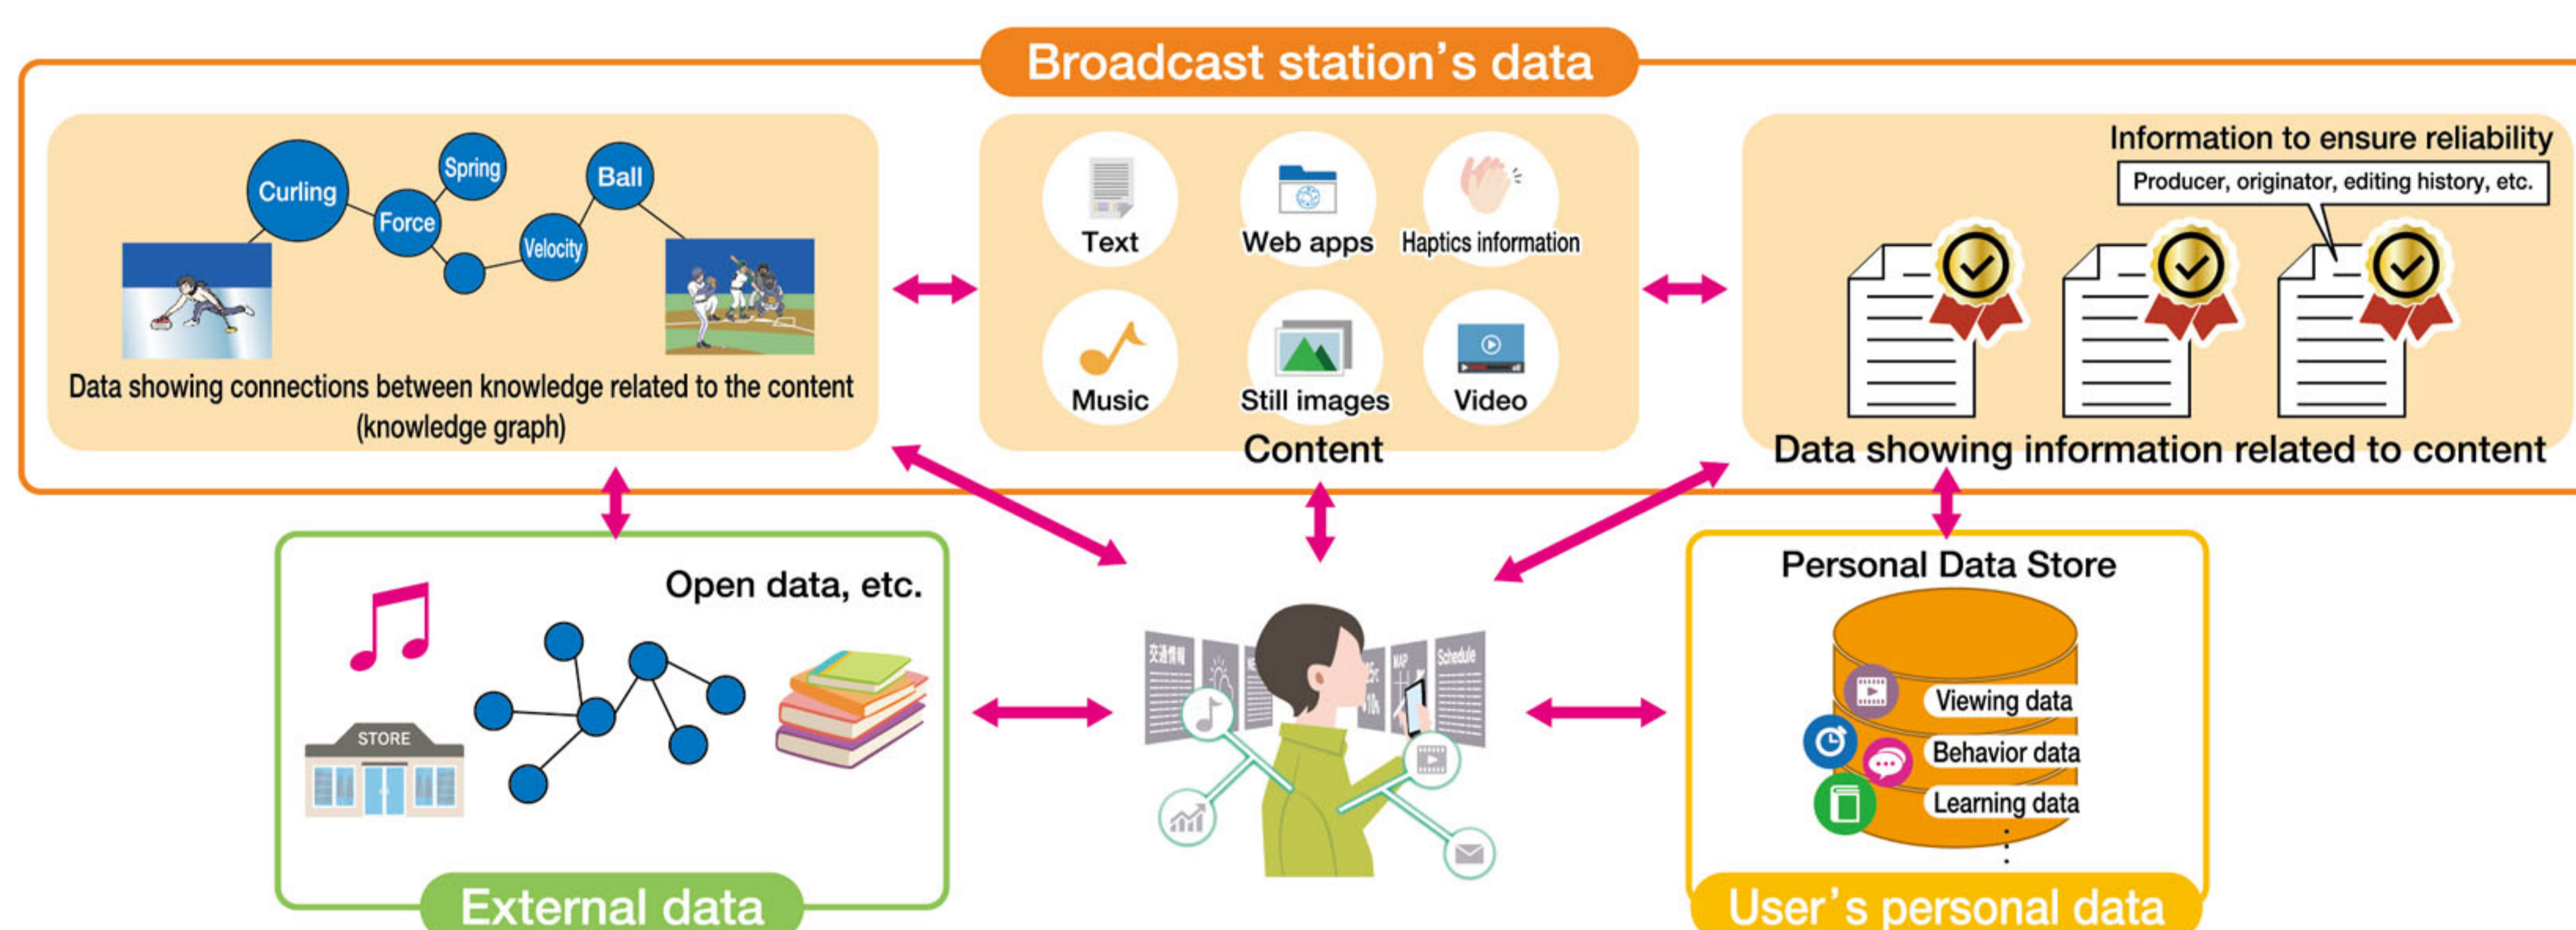 Broadcast station's data
Curling
Force
Spring
Velocity
Ball
Data showing connections between knowledge related to the content
(knowledge graph)
Text
Web apps
Haptics information
Music
Still images
Video
Content
Information to ensure reliability
Producer, originator, editing history, etc.
Data showing information related to content
Open data, etc.
STORE
External data
交通情報
NE
MAP
Schedule
Personal Data Store
Viewing data
Behavior data
Learning data
User's personal data